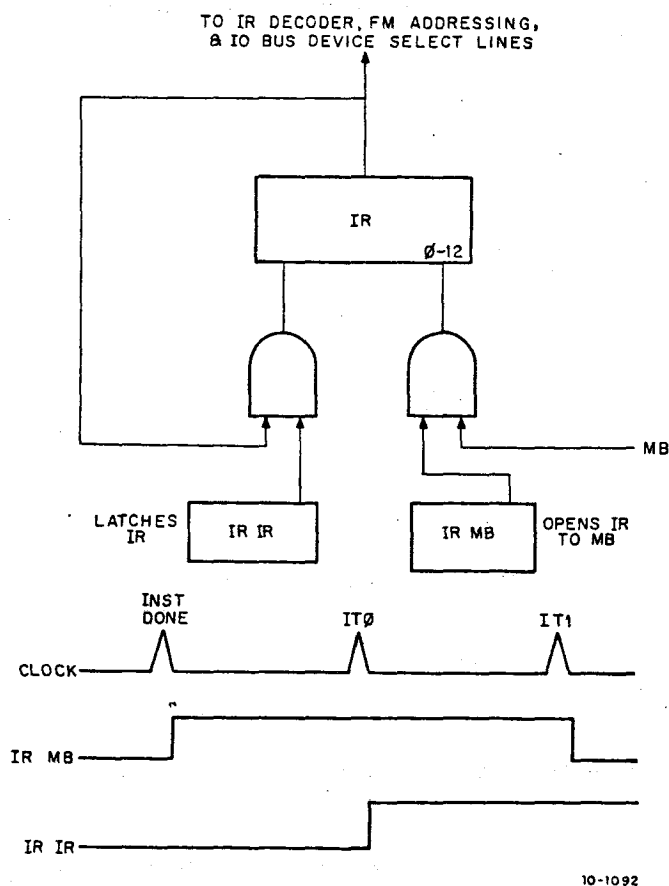 TO IR DECODER, FM ADDRESSING,
& IO BUS DEVICE SELECT LINES
IR
Ø-12
MB
LATCHES
IR
IR IR
IR MB
OPENS IR
TO MB
INST
DONE
ITØ
IT1
CLOCK
IR MB
IR IR
10-1092